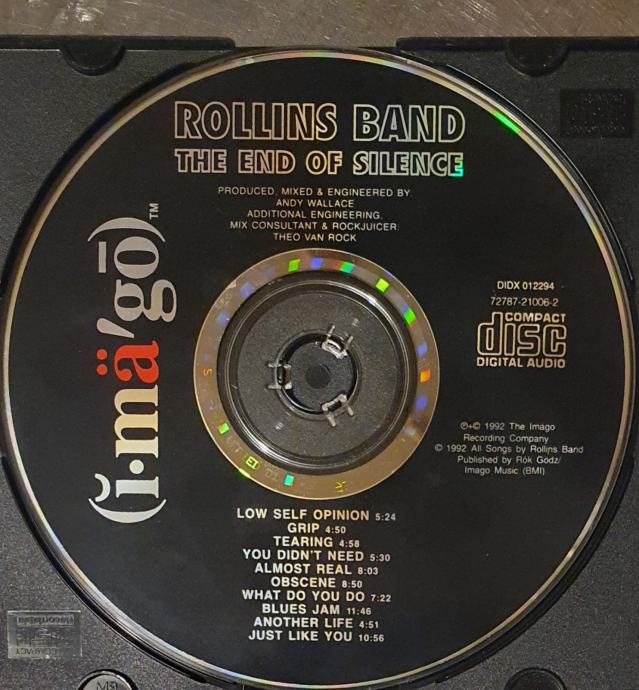 ROLLINS BAND
THE END OF SILENCE
PRODUCED, MIXED & ENGINEERED BY:
ANDY WALLACE
ADDITIONAL ENGINEERING,
MIX CONSULTANT & ROCKJUICER:
THEO VAN ROCK
(ĭ·mä′gō)™
DIDX 012294
72787-21006-2
COMPACT
disc
DIGITAL AUDIO
℗+© 1992 The Imago
Recording Company
© 1992 All Songs by Rollins Band
Published by Rok Godz/
Imago Music (BMI)
LOW SELF OPINION 5:24
GRIP 4:50
TEARING 4:58
YOU DIDN'T NEED 5:30
ALMOST REAL 8:03
OBSCENE 8:50
WHAT DO YOU DO 7:22
BLUES JAM 11:46
ANOTHER LIFE 4:51
JUST LIKE YOU 10:56